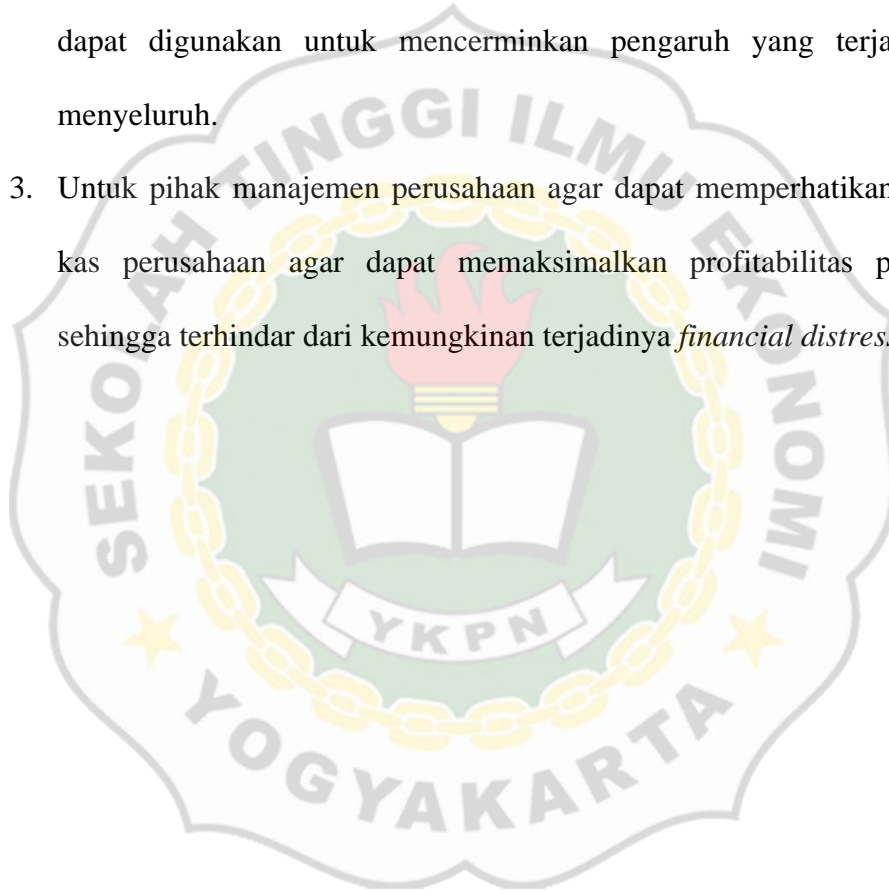 dapat digunakan untuk mencerminkan pengaruh yang terja
menyeluruh.
3. Untuk pihak manajemen perusahaan agar dapat memperhatikan
kas perusahaan agar dapat memaksimalkan profitabilitas p
sehingga terhindar dari kemungkinan terjadinya financial distress
SEKOLAH TINGGI ILMU EKONOMI
YKPN
YOGYAKARTA